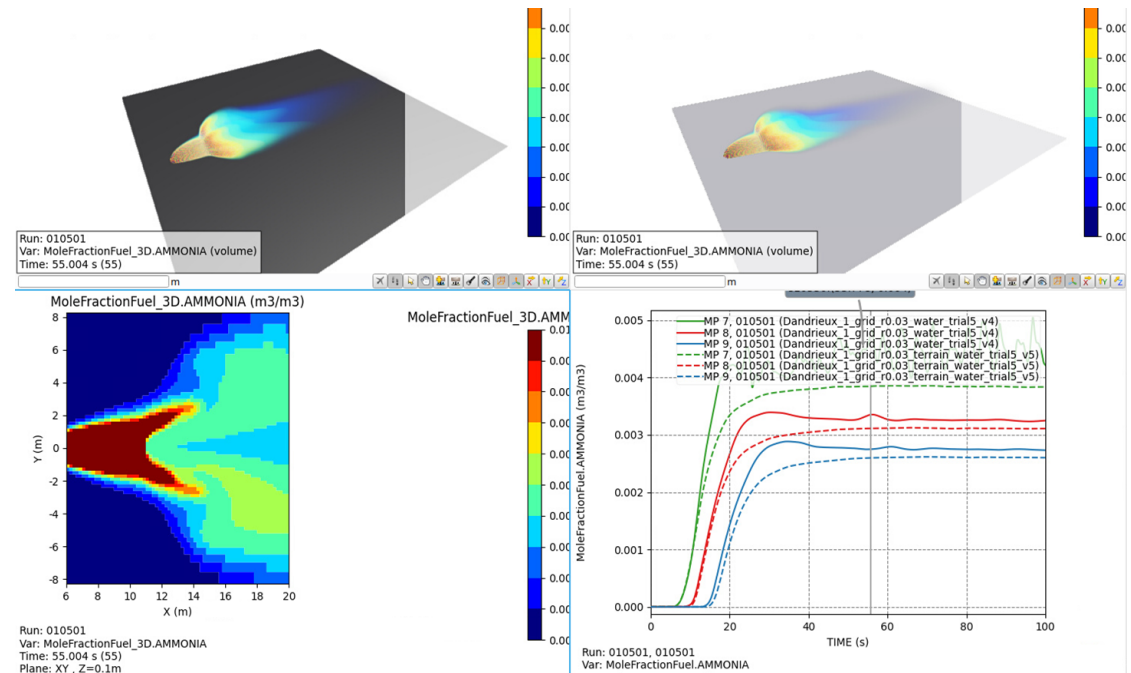 0.00
0.00
0.00
0.00
0.00
0.00
0.00
0.00
Run: 010501
Var: MoleFractionFuel_3D.AMMONIA (volume)
Time: 55.004 s (55)
m
0.00
0.00
0.00
0.00
0.00
0.00
0.00
0.00
Run: 010501
Var: MoleFractionFuel_3D.AMMONIA (volume)
Time: 55.004 s (55)
m
MoleFractionFuel_3D.AMMONIA (m3/m3)
8
6
4
2
0
-2
-4
-6
-8
Y (m)
6 8 10 12 14 16 18 20
X (m)
MoleFractionFuel_3D.AMM
0.01
0.00
0.00
0.00
0.00
0.00
0.00
0.00
0.00
0.00
0.00
Run: 010501
Var: MoleFractionFuel_3D.AMMONIA
Time: 55.004 s (55)
Plane: XY , Z=0.1m
MP 7, 010501 (Dandrieux_1_grid_r0.03_water_trial5_v4)
MP 8, 010501 (Dandrieux_1_grid_r0.03_water_trial5_v4)
MP 9, 010501 (Dandrieux_1_grid_r0.03_water_trial5_v4)
MP 7, 010501 (Dandrieux_1_grid_r0.03_terrain_water_trial5_v5)
MP 8, 010501 (Dandrieux_1_grid_r0.03_terrain_water_trial5_v5)
MP 9, 010501 (Dandrieux_1_grid_r0.03_terrain_water_trial5_v5)
0.005
0.004
0.003
0.002
0.001
0.000
MoleFractionFuel.AMMONIA (m3/m3)
0 20 40 60 80 100
TIME (s)
Run: 010501, 010501
Var: MoleFractionFuel.AMMONIA